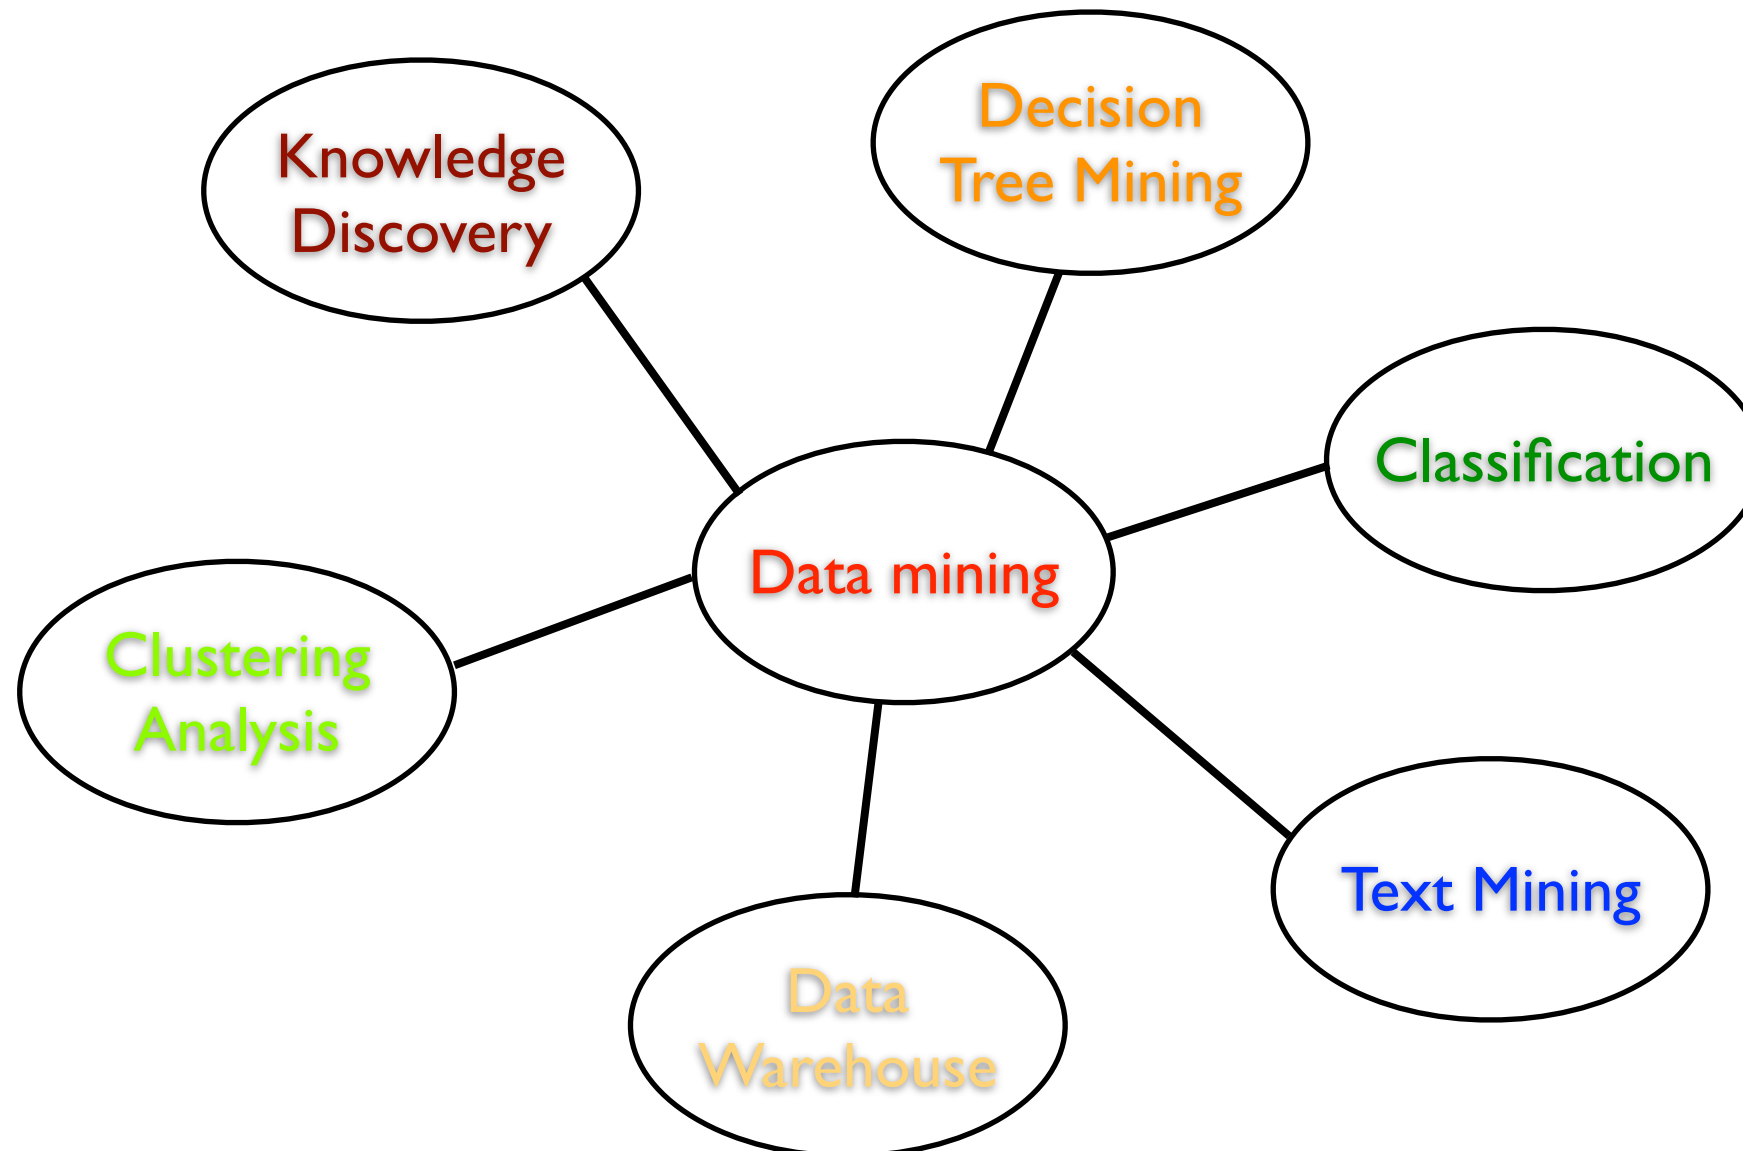 Decision
Tree Mining
Knowledge
Discovery
Classification
Data mining
Clustering
Analysis
Text Mining
Data
Warehouse